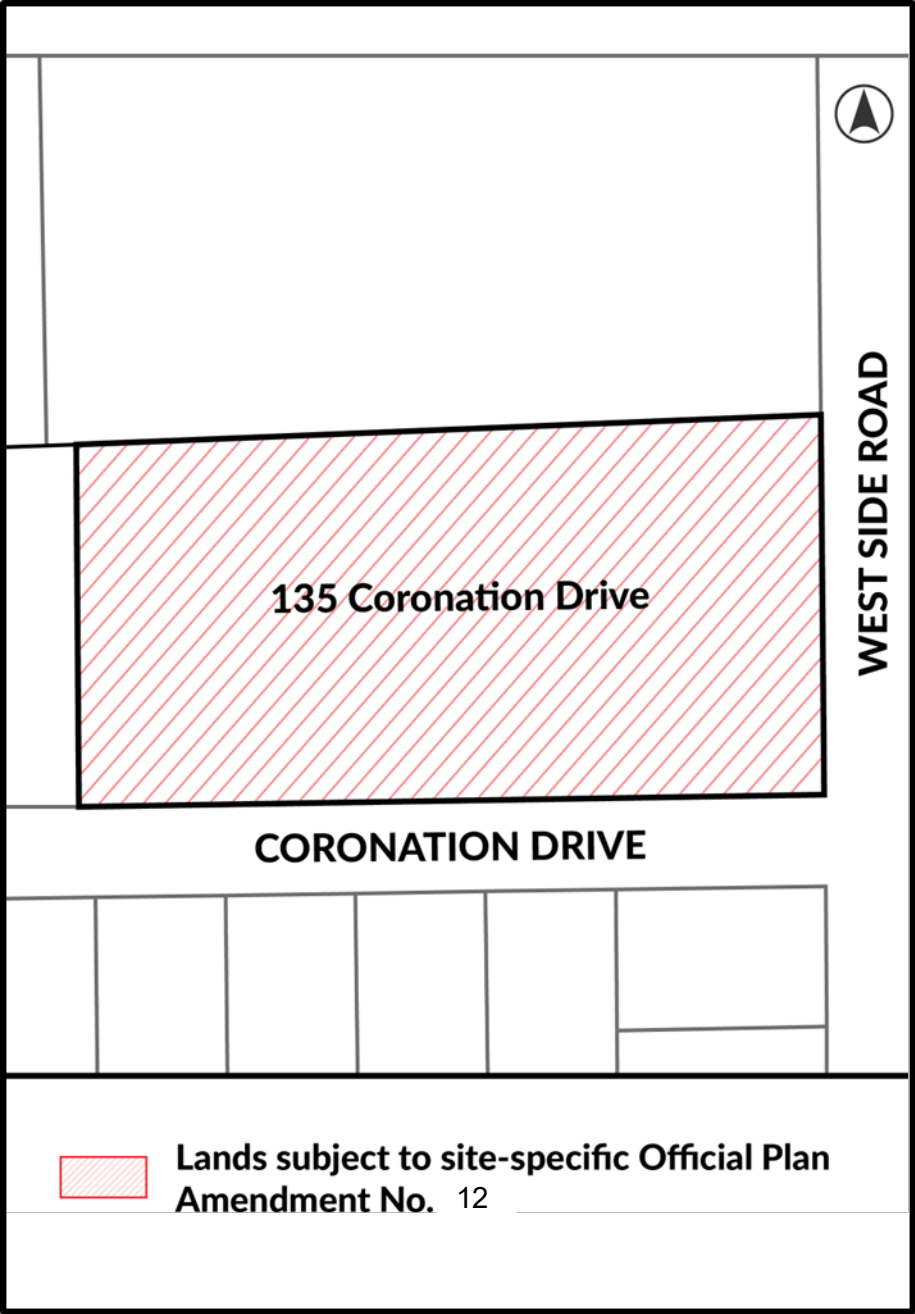 WEST SIDE ROAD
135 Coronation Drive
CORONATION DRIVE
Lands subject to site-specific Official Plan
Amendment No. 12